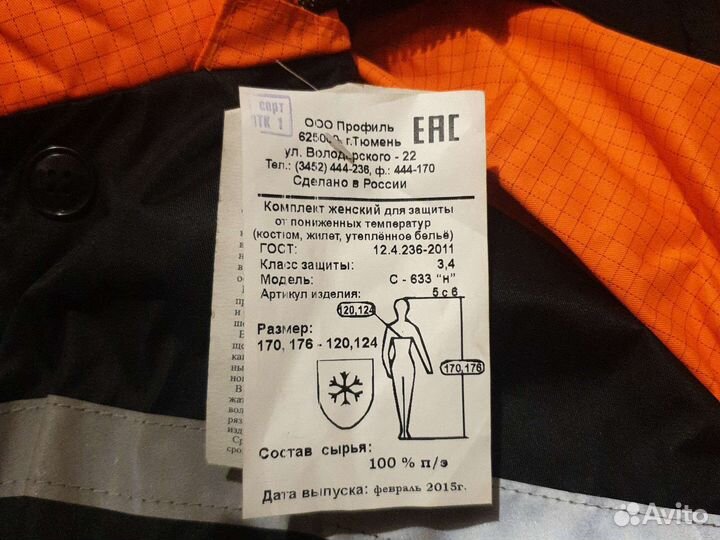 сорт
ОТК 1
ООО Профиль
г.Тюмень
ул. Володарского - 22
Тел.: (3452) 444-236, ф.: 444-170
Сделано в России
EAC
Комплект женский для защиты
от пониженных температур
(костюм, жилет, утеплённое бельё)
ГОСТ: 12.4.236-2011
Класс защиты: 3,4
Модель: С - 633 "н"
Артикул изделия: 5 с 6
Размер:
170, 176 - 120,124
120,124
170,176
Состав сырья:
100 % п/э
Дата выпуска: февраль 2015г.
Avito